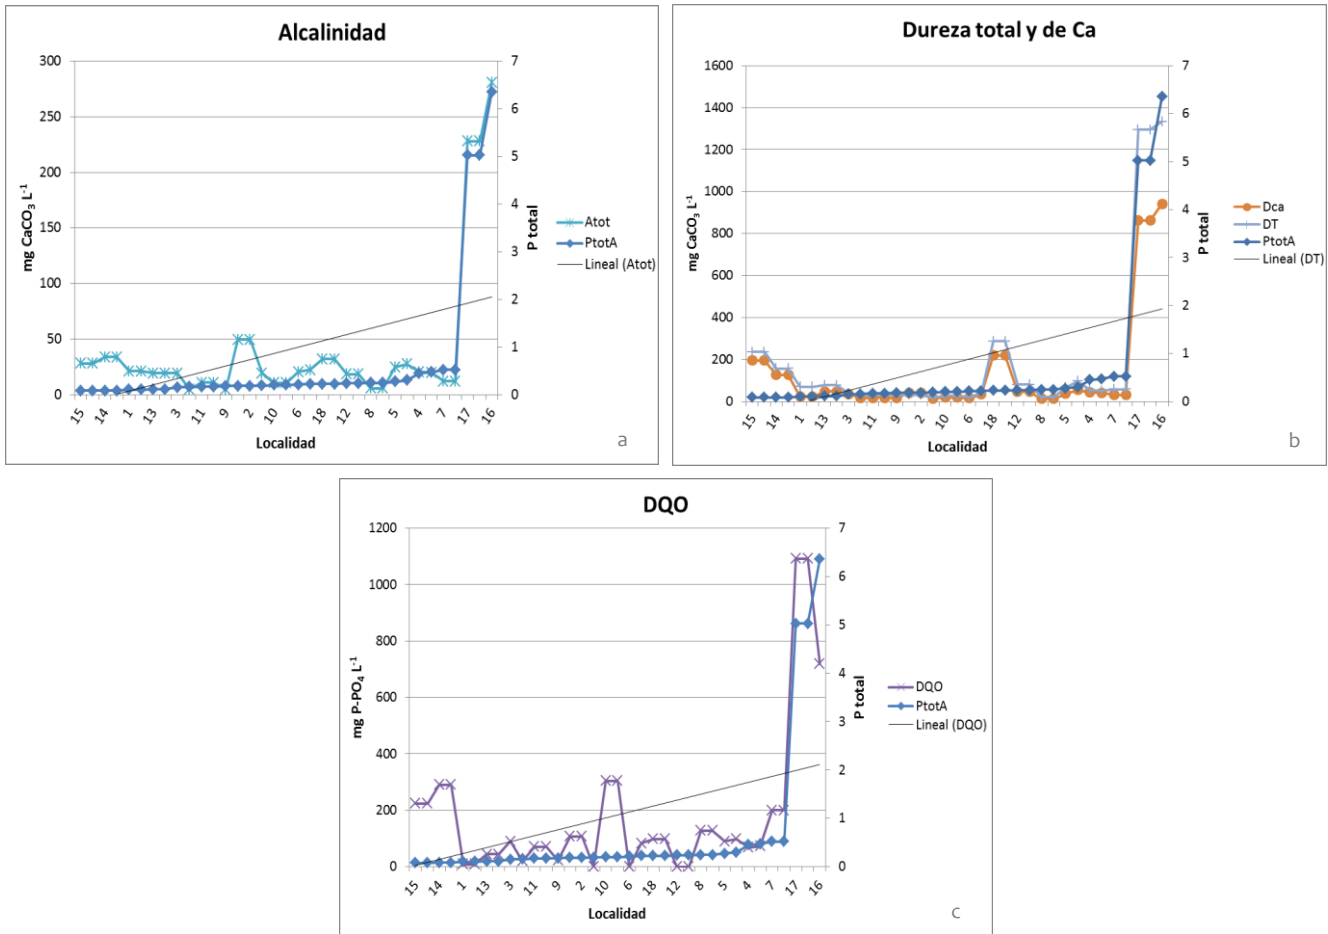 Alcalinidad
300
250
200
150
100
50
0
7
6
5
4
3
2
1
0
mg CaCO₃ L⁻¹
P total
Atot
PtotA
Lineal (Atot)
15 14 1 13 3 11 9 2 10 6 18 12 8 5 4 7 17 16
Localidad
a
Dureza total y de Ca
1600
1400
1200
1000
800
600
400
200
0
7
6
5
4
3
2
1
0
mg CaCO₃ L⁻¹
P total
Dca
DT
PtotA
Lineal (DT)
15 14 1 13 3 11 9 2 10 6 18 12 8 5 4 7 17 16
Localidad
b
DQO
1200
1000
800
600
400
200
0
7
6
5
4
3
2
1
0
mg P-PO₄ L⁻¹
P total
DQO
PtotA
Lineal (DQO)
15 14 1 13 3 11 9 2 10 6 18 12 8 5 4 7 17 16
Localidad
c